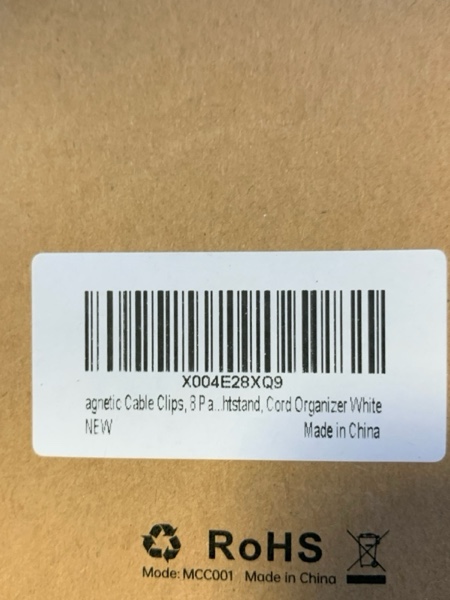 X004E28XQ9
agnetic Cable Clips, 8 Pa...htstand, Cord Organizer White
NEW Made in China
RoHS
Mode: MCC001 Made in China